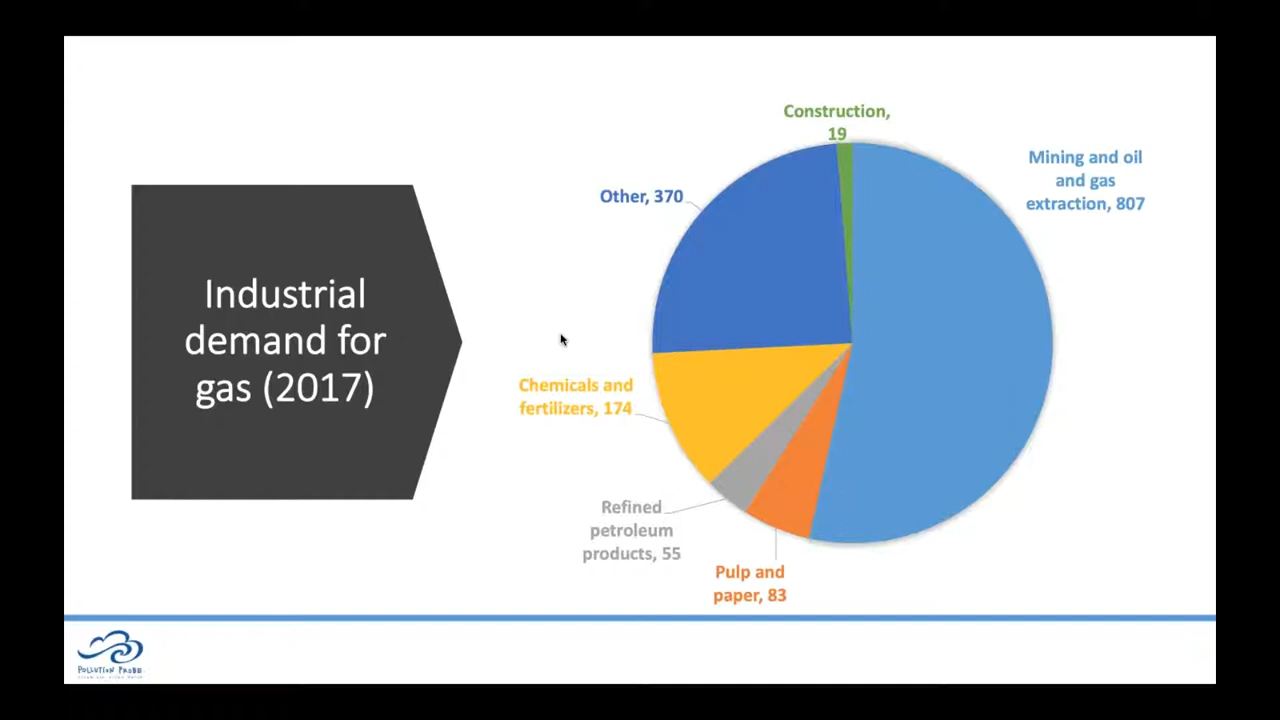 Industrial
demand for
gas (2017)
Construction,
19
Mining and oil
and gas
extraction, 807
Other, 370
Chemicals and
fertilizers, 174
Refined
petroleum
products, 55
Pulp and
paper, 83
POLLUTION PROBE